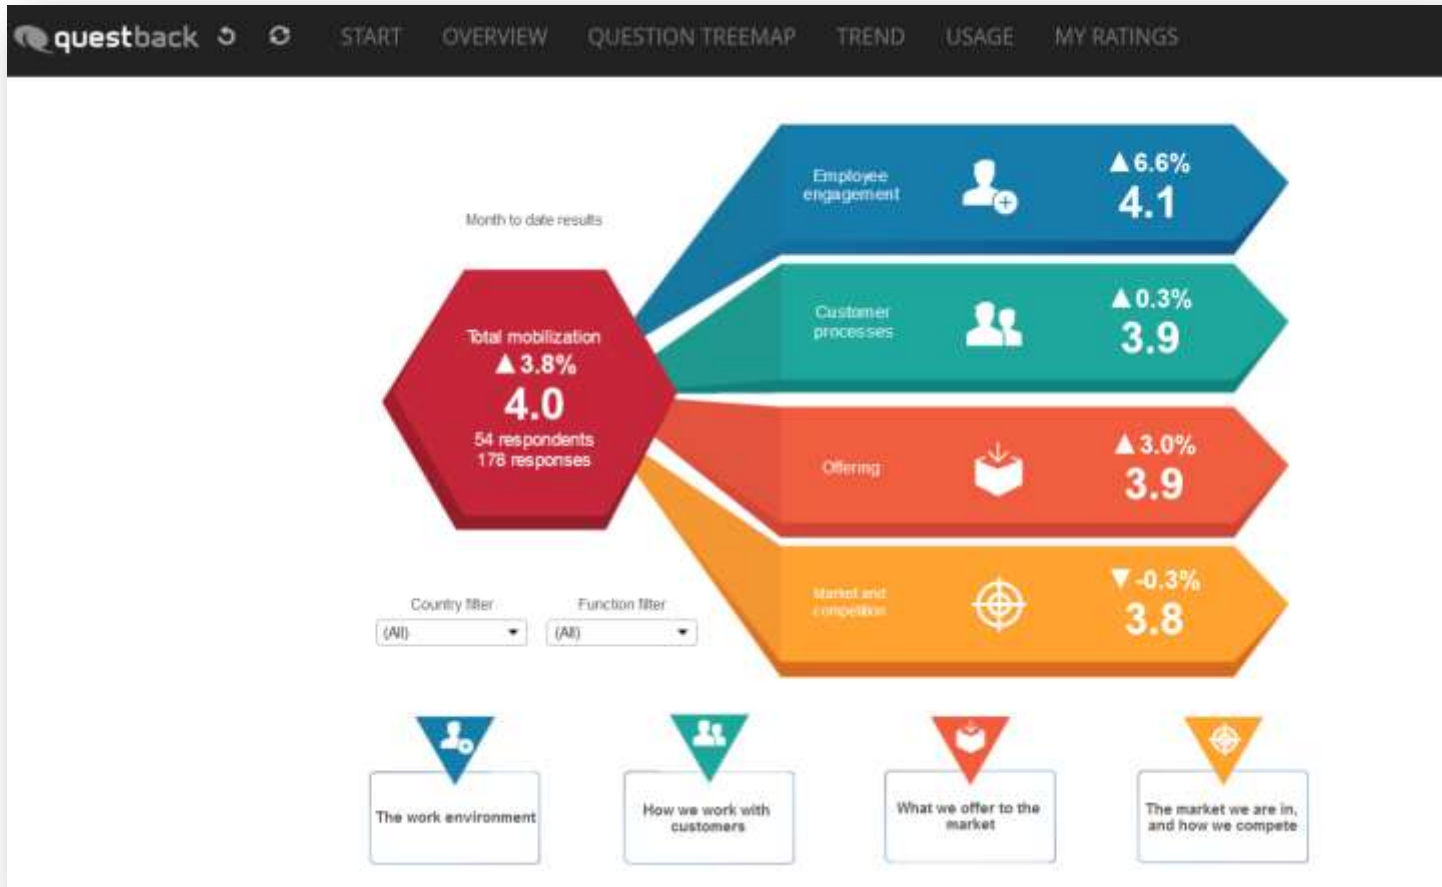 questback START OVERVIEW QUESTION TREEMAP TREND USAGE MY RATINGS
Month to date results
Total mobilization
▲3.8%
4.0
54 respondents
178 responses
Employee
engagement
▲6.6%
4.1
Customer
processes
▲0.3%
3.9
Offering
▲3.0%
3.9
Market and
competition
▼-0.3%
3.8
Country filter
(All)
Function filter
(All)
The work environment
How we work with
customers
What we offer to the
market
The market we are in,
and how we compete